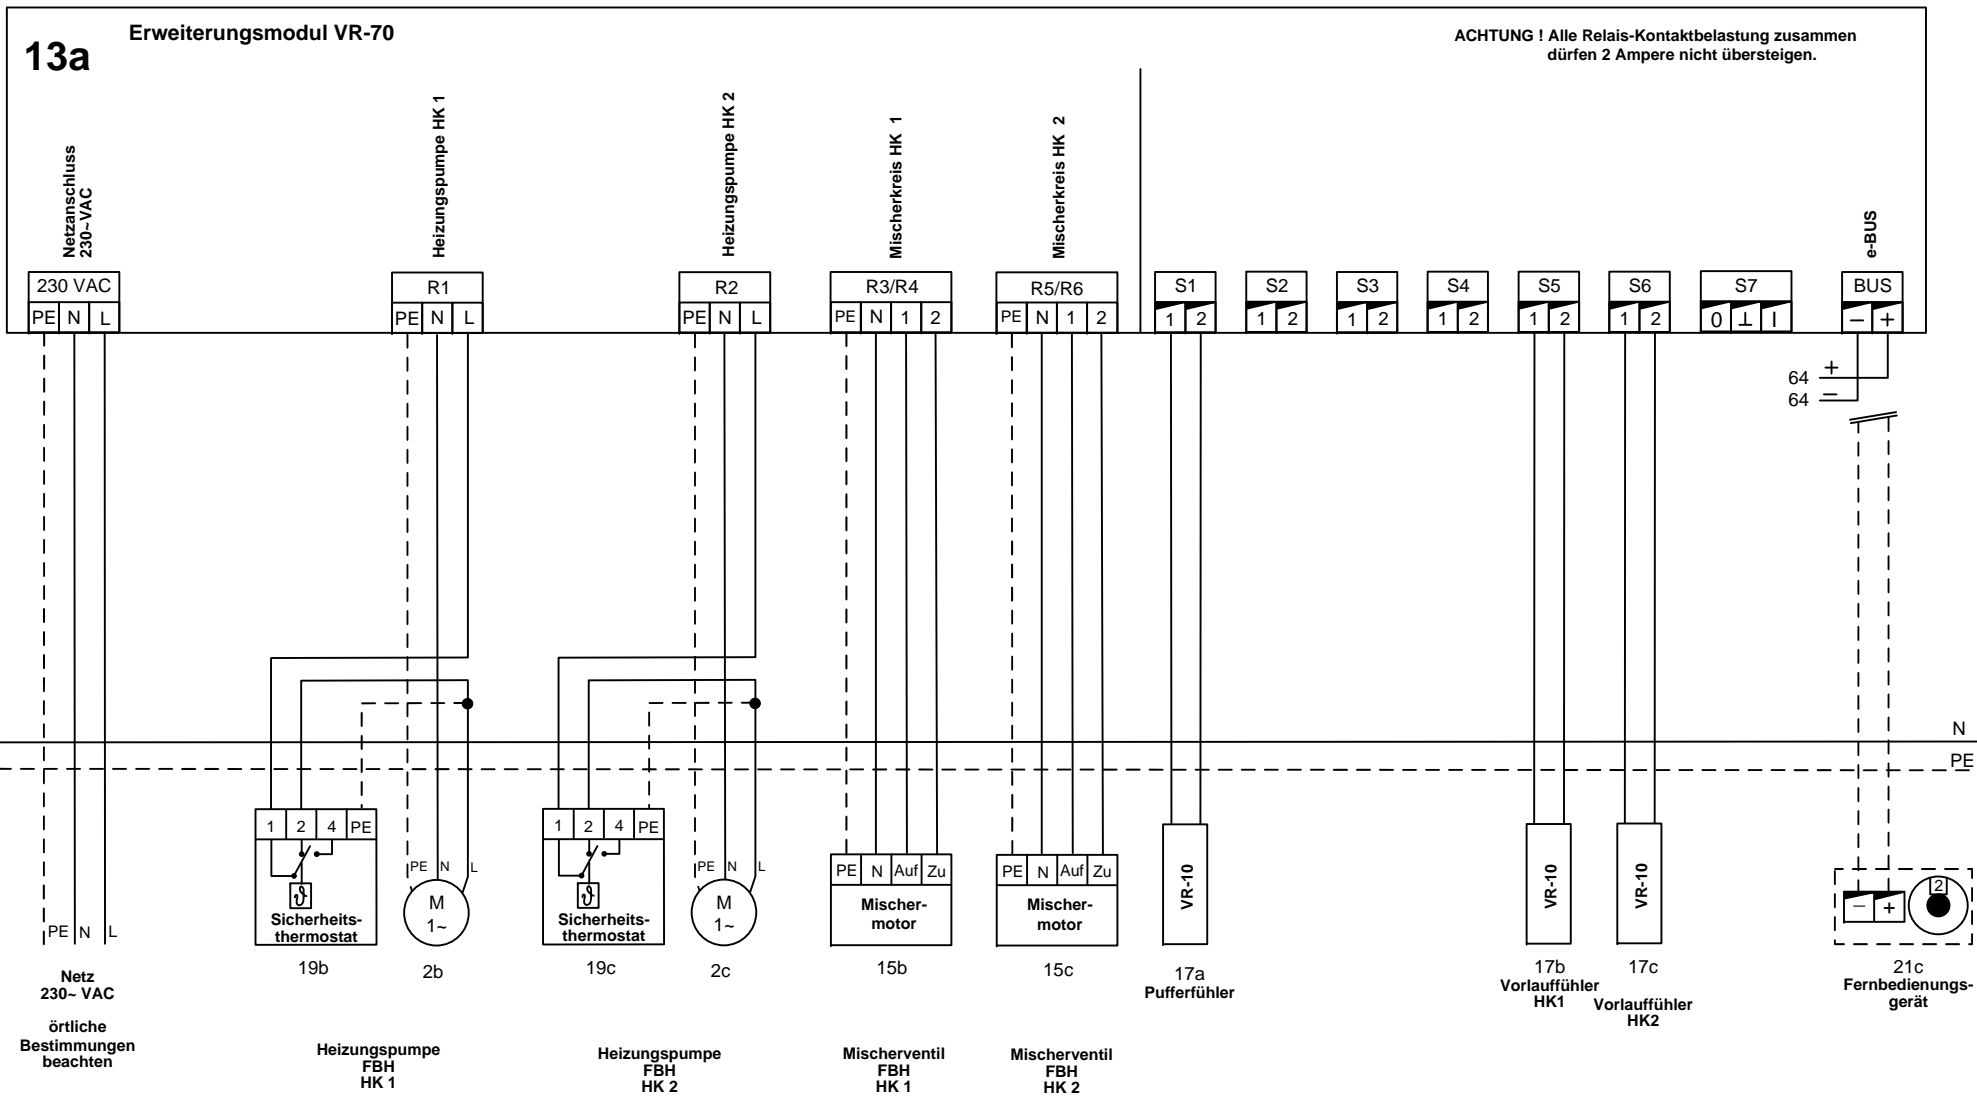 13a
Erweiterungsmodul VR-70
ACHTUNG ! Alle Relais-Kontaktbelastung zusammen
dürfen 2 Ampere nicht übersteigen.
Netzanschluss
230~VAC
Heizungspumpe HK 1
Heizungspumpe HK 2
Mischerkreis HK 1
Mischerkreis HK 2
e-BUS
230 VAC
PE N L
R1
PE N L
R2
PE N L
R3/R4
PE N 1 2
R5/R6
PE N 1 2
S1
1 2
S2
1 2
S3
1 2
S4
1 2
S5
1 2
S6
1 2
S7
0 ⊥ I
BUS
− +
64 +
64 −
N
PE
PE N L
Netz
230~ VAC
örtliche
Bestimmungen
beachten
1 2 4 PE
ϑ
Sicherheits-
thermostat
19b
PE N L
M
1~
2b
Heizungspumpe
FBH
HK 1
1 2 4 PE
ϑ
Sicherheits-
thermostat
19c
PE N L
M
1~
2c
Heizungspumpe
FBH
HK 2
PE N Auf Zu
Mischer-
motor
15b
Mischerventil
FBH
HK 1
PE N Auf Zu
Mischer-
motor
15c
Mischerventil
FBH
HK 2
VR-10
17a
Pufferfühler
VR-10
17b
Vorlauffühler
HK1
VR-10
17c
Vorlauffühler
HK2
− +
2
21c
Fernbedienungs-
gerät